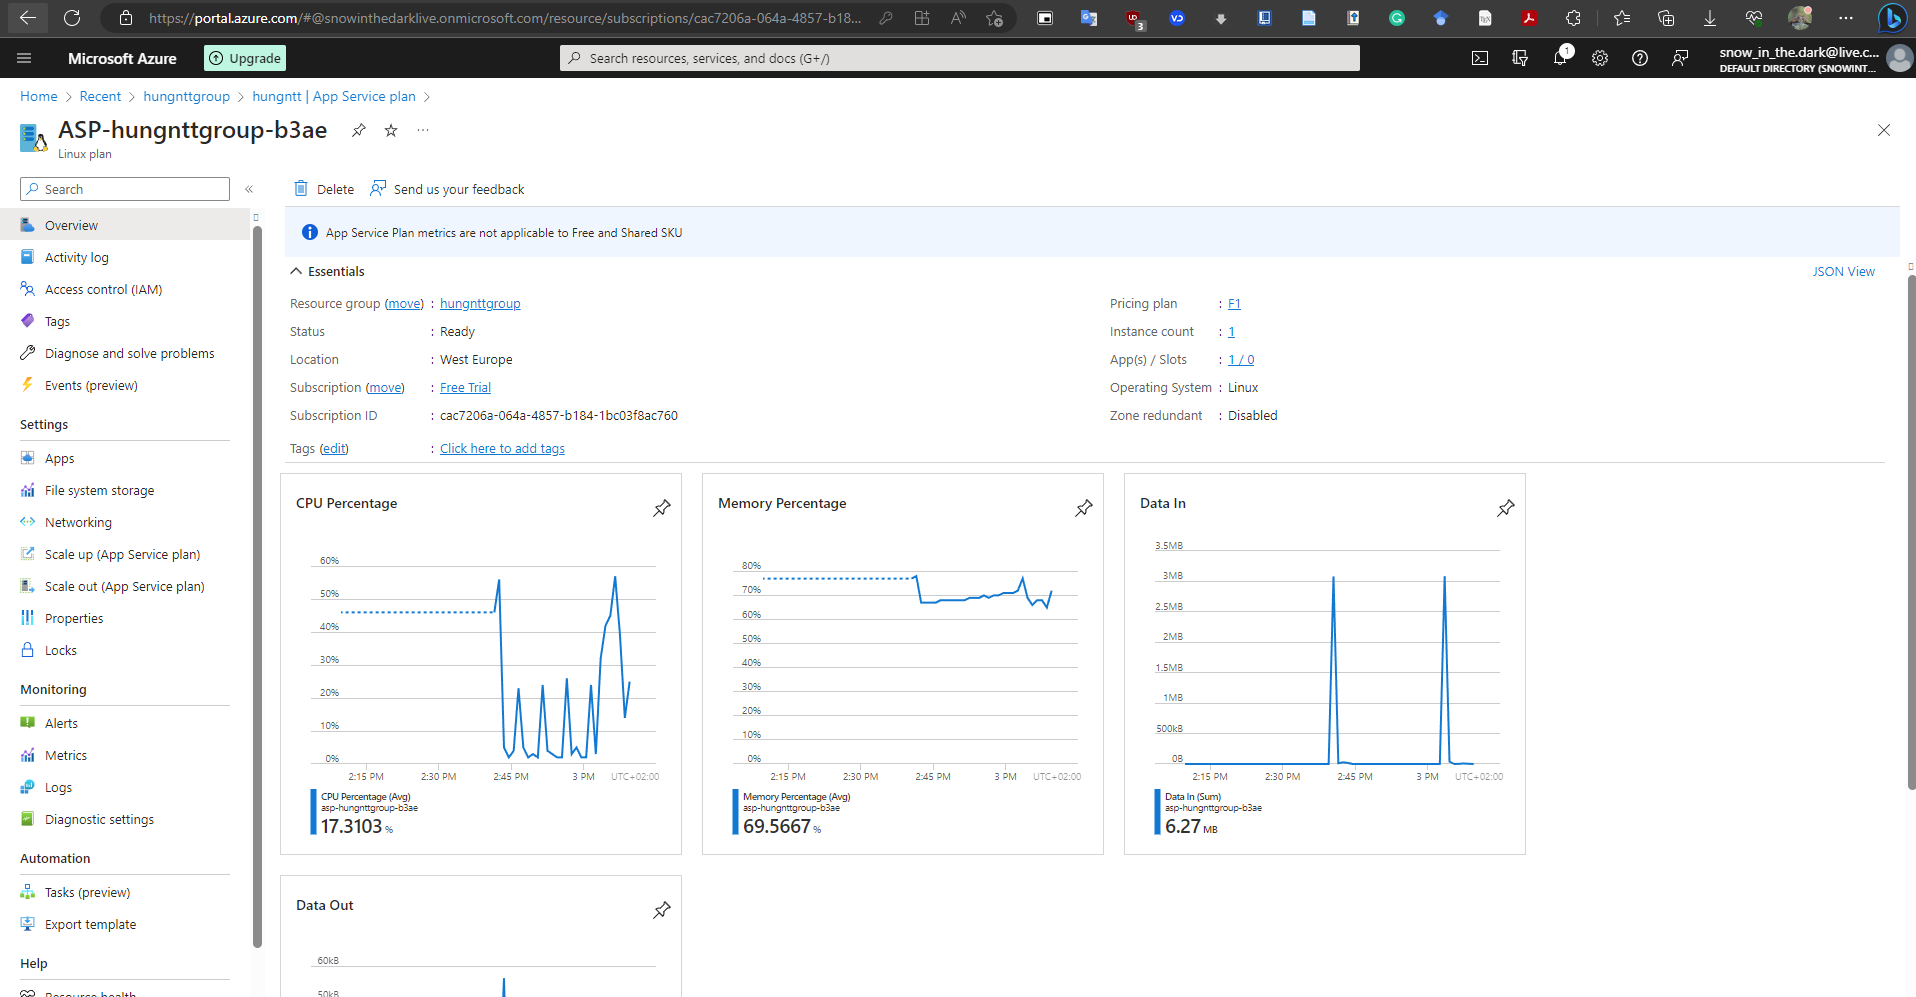 https://portal.azure.com/#@snowinthedarklive.onmicrosoft.com/resource/subscriptions/cac7206a-064a-4857-b18...
Microsoft Azure
Upgrade
Search resources, services, and docs (G+/)
1
snow_in_the.dark@live.c...
DEFAULT DIRECTORY (SNOWINT...
Home > Recent > hungnttgroup > hungntt | App Service plan >
ASP-hungnttgroup-b3ae
Linux plan
Search
Overview
Activity log
Access control (IAM)
Tags
Diagnose and solve problems
Events (preview)
Settings
Apps
File system storage
Networking
Scale up (App Service plan)
Scale out (App Service plan)
Properties
Locks
Monitoring
Alerts
Metrics
Logs
Diagnostic settings
Automation
Tasks (preview)
Export template
Help
Resource health
Delete
Send us your feedback
App Service Plan metrics are not applicable to Free and Shared SKU
Essentials
JSON View
Resource group (move) : hungnttgroup
Status : Ready
Location : West Europe
Subscription (move) : Free Trial
Subscription ID : cac7206a-064a-4857-b184-1bc03f8ac760
Tags (edit) : Click here to add tags
Pricing plan : F1
Instance count : 1
App(s) / Slots : 1 / 0
Operating System : Linux
Zone redundant : Disabled
CPU Percentage
60%
50%
40%
30%
20%
10%
0%
2:15 PM 2:30 PM 2:45 PM 3 PM UTC+02:00
CPU Percentage (Avg)
asp-hungnttgroup-b3ae
17.3103 %
Memory Percentage
80%
70%
60%
50%
40%
30%
20%
10%
0%
2:15 PM 2:30 PM 2:45 PM 3 PM UTC+02:00
Memory Percentage (Avg)
asp-hungnttgroup-b3ae
69.5667 %
Data In
3.5MB
3MB
2.5MB
2MB
1.5MB
1MB
500kB
0B
2:15 PM 2:30 PM 2:45 PM 3 PM UTC+02:00
Data In (Sum)
asp-hungnttgroup-b3ae
6.27 MB
Data Out
60kB
50kB